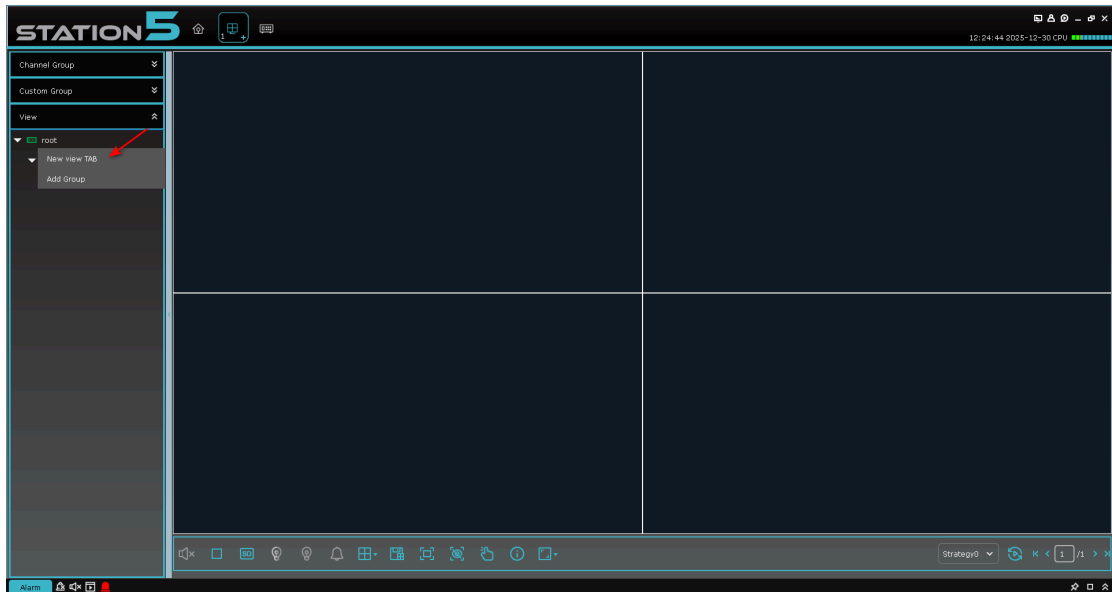 STATION5
1 +
12:24:44 2025-12-30 CPU
Channel Group
Custom Group
View
root
New view TAB
Add Group
SD
Strategy0
1 /1
Alarm